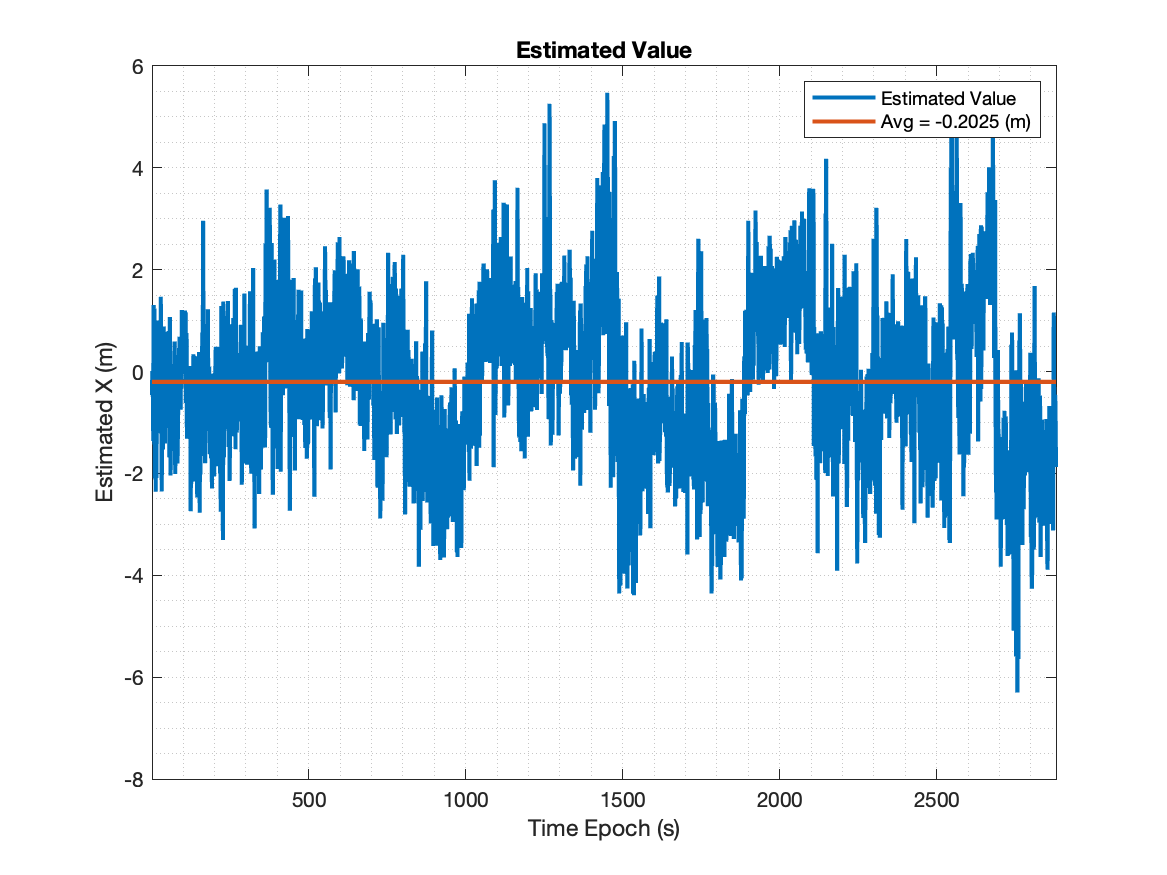 Estimated Value
6
4
2
0
-2
-4
-6
-8
Estimated X (m)
500
1000
1500
2000
2500
Time Epoch (s)
Estimated Value
Avg = -0.2025 (m)